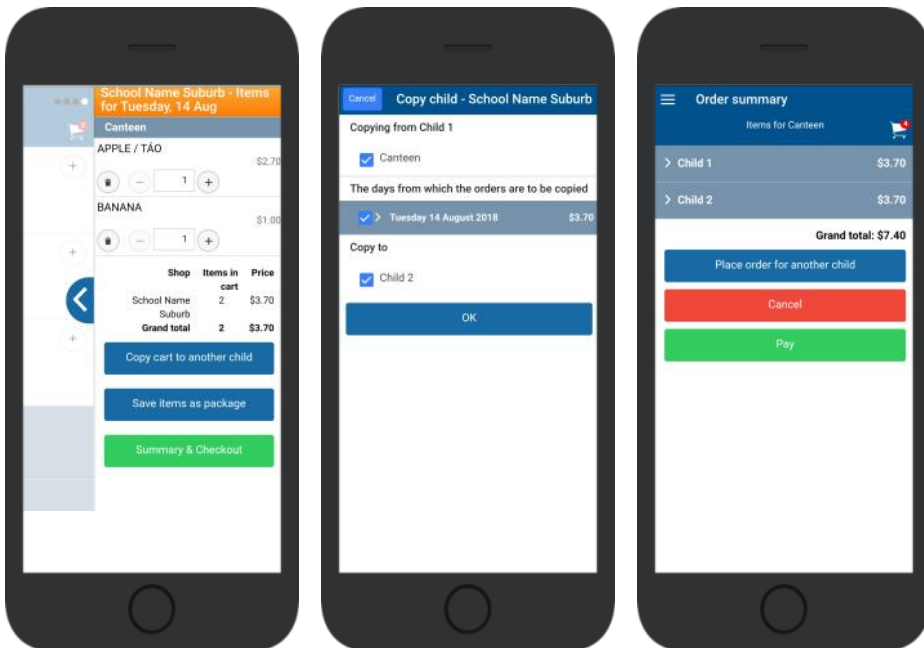 School Name Suburb - Items
for Tuesday, 14 Aug
Canteen
APPLE / TÁO
$2.70
1
BANANA
$1.00
1
Shop Items in cart Price
School Name Suburb 2 $3.70
Grand total 2 $3.70
Copy cart to another child
Save items as package
Summary & Checkout
Cancel Copy child - School Name Suburb
Copying from Child 1
Canteen
The days from which the orders are to be copied
Tuesday 14 August 2018 $3.70
Copy to
Child 2
OK
Order summary
Items for Canteen
4
Child 1 $3.70
Child 2 $3.70
Grand total: $7.40
Place order for another child
Cancel
Pay